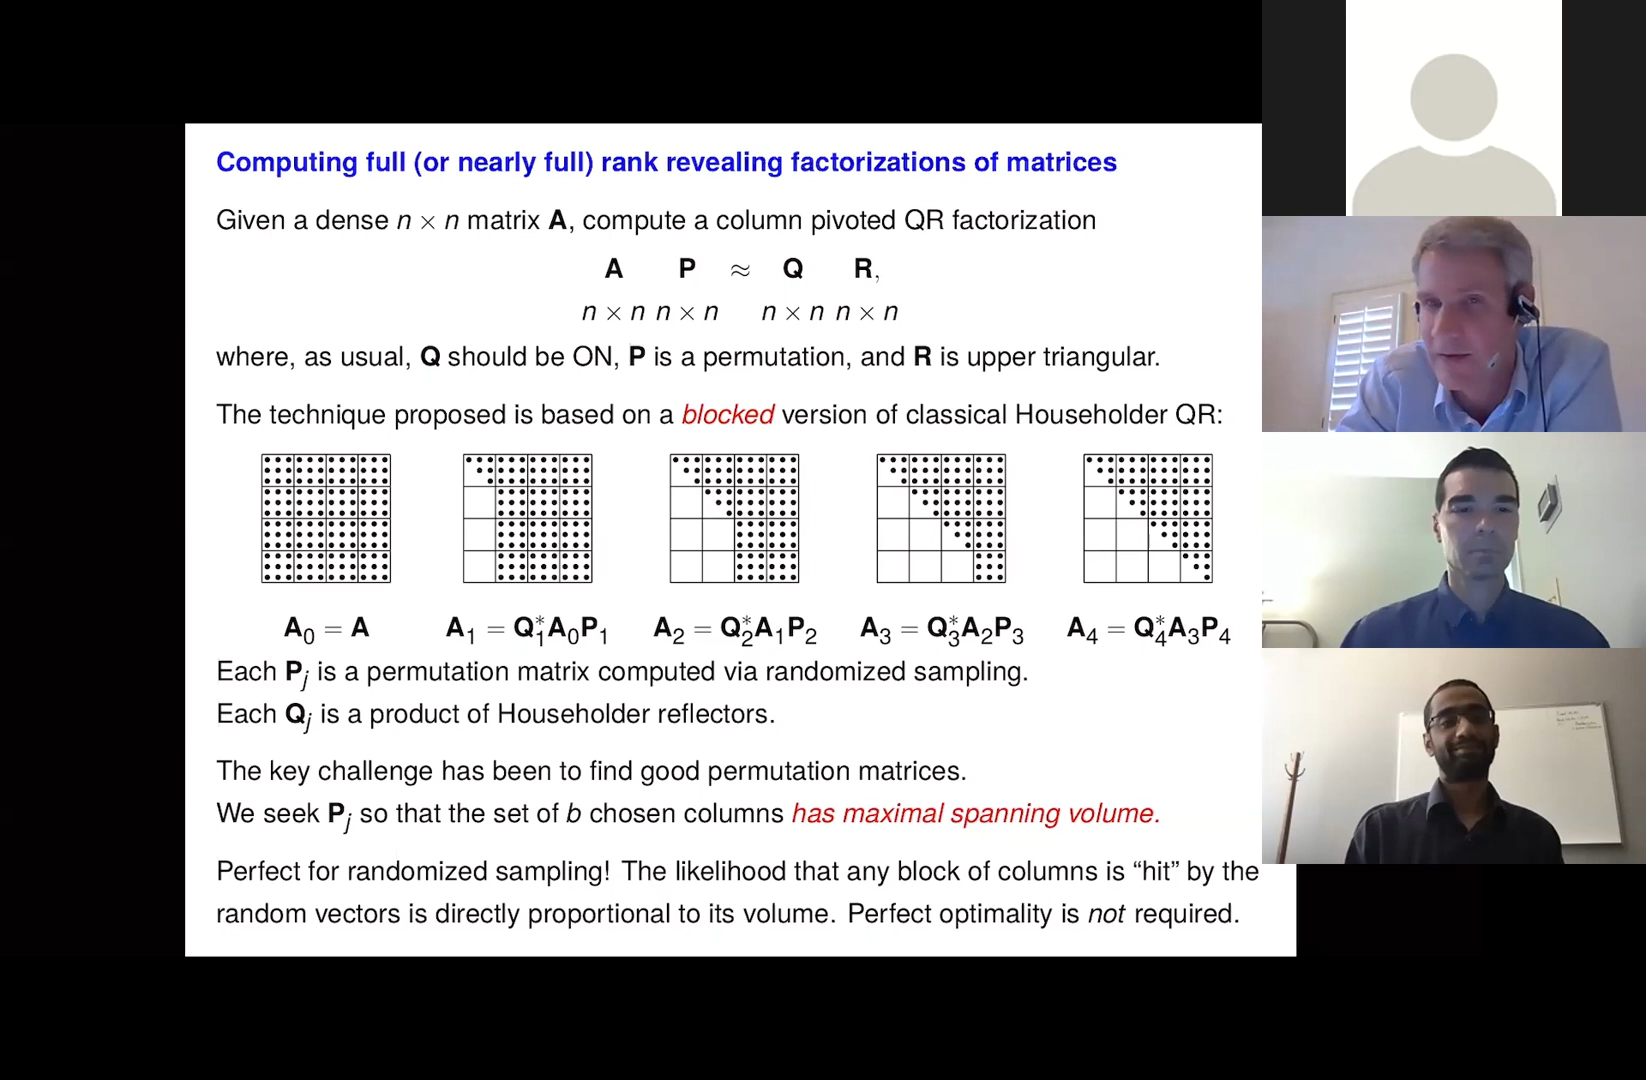 Computing full (or nearly full) rank revealing factorizations of matrices
Given a dense n × n matrix A, compute a column pivoted QR factorization
A P ≈ Q R,
n × n n × n n × n n × n
where, as usual, Q should be ON, P is a permutation, and R is upper triangular.
The technique proposed is based on a blocked version of classical Householder QR:
A₀ = A A₁ = Q₁*A₀P₁ A₂ = Q₂*A₁P₂ A₃ = Q₃*A₂P₃ A₄ = Q₄*A₃P₄
Each Pⱼ is a permutation matrix computed via randomized sampling.
Each Qⱼ is a product of Householder reflectors.
The key challenge has been to find good permutation matrices.
We seek Pⱼ so that the set of b chosen columns has maximal spanning volume.
Perfect for randomized sampling! The likelihood that any block of columns is “hit” by the
random vectors is directly proportional to its volume. Perfect optimality is not required.